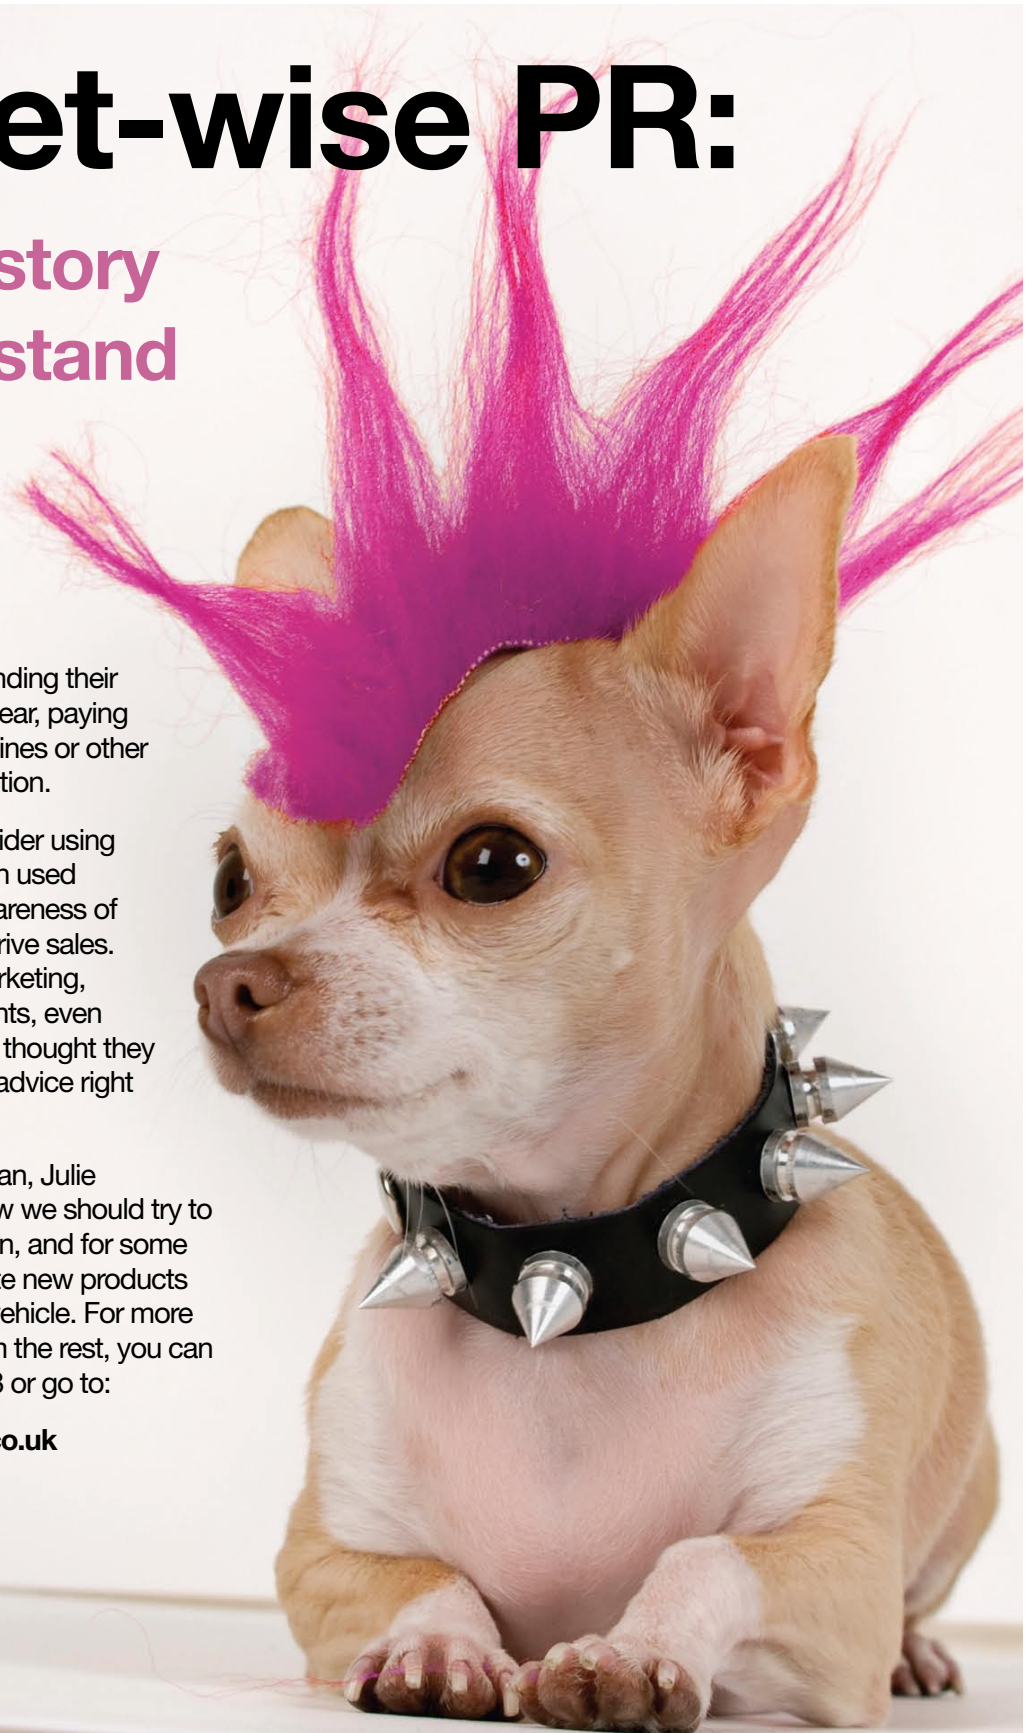 et-wise PR:
story
stand
nding their
ear, paying
ines or other
tion.
ider using
n used
areness of
rive sales.
rketing,
nts, even
thought they
advice right
an, Julie
w we should try to
n, and for some
te new products
ehicle. For more
n the rest, you can
3 or go to:
co.uk